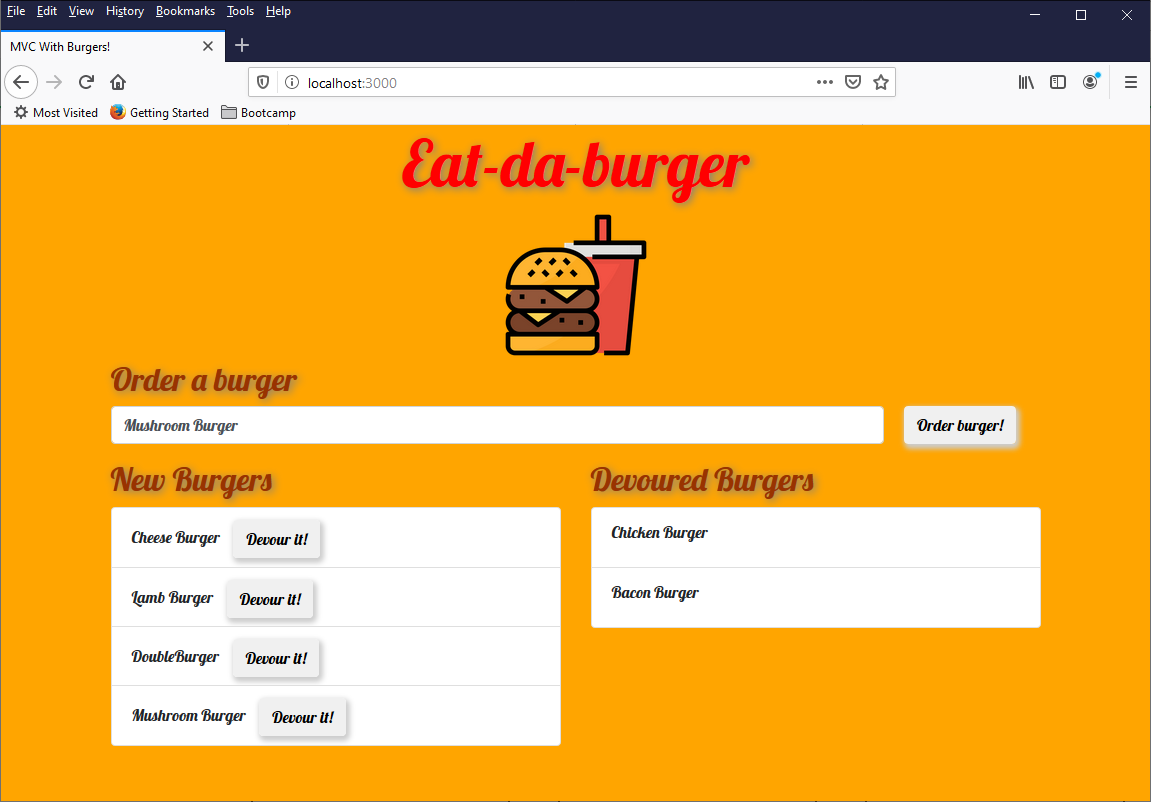 File Edit View History Bookmarks Tools Help
MVC With Burgers!
localhost:3000
Most Visited Getting Started Bootcamp
Eat-da-burger
Order a burger
Mushroom Burger Order burger!
New Burgers Devoured Burgers
Cheese Burger Devour it! Chicken Burger
Lamb Burger Devour it! Bacon Burger
DoubleBurger Devour it!
Mushroom Burger Devour it!